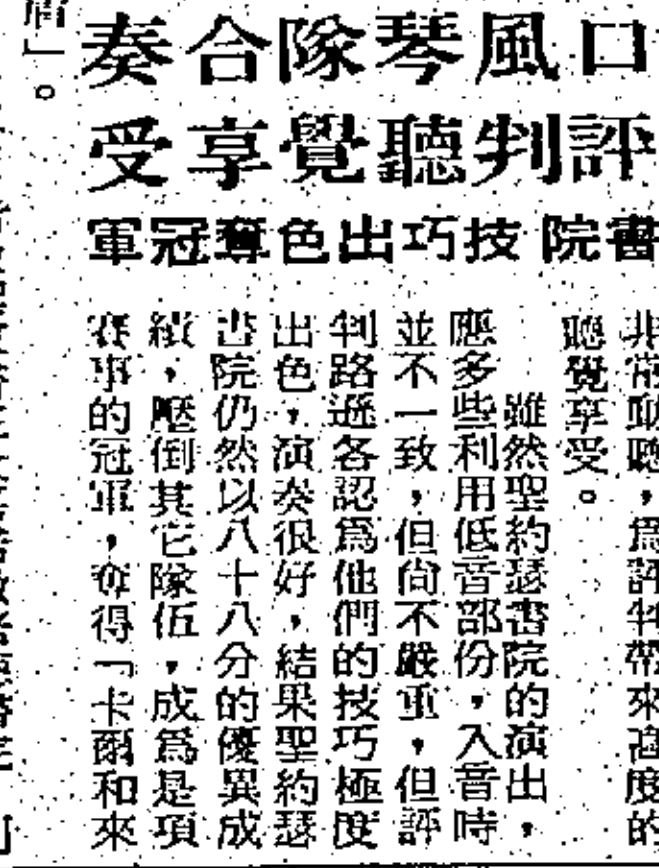 口風琴隊合奏
評判聽覺享受
書院技巧出色奪冠軍
非常動聽，爲評判帶來高度的
聽覺享受。
雖然聖約瑟書院的演出，
應多些利用低音部份，入音時
並不一致，但尙不嚴重，但評
判路遜各認爲他們的技巧極度
出色，演奏很好，結果聖約瑟
書院仍然以八十八分的優異成
績，壓倒其它隊伍，成爲是項
賽事的冠軍，奪得「卡爾和來
」。